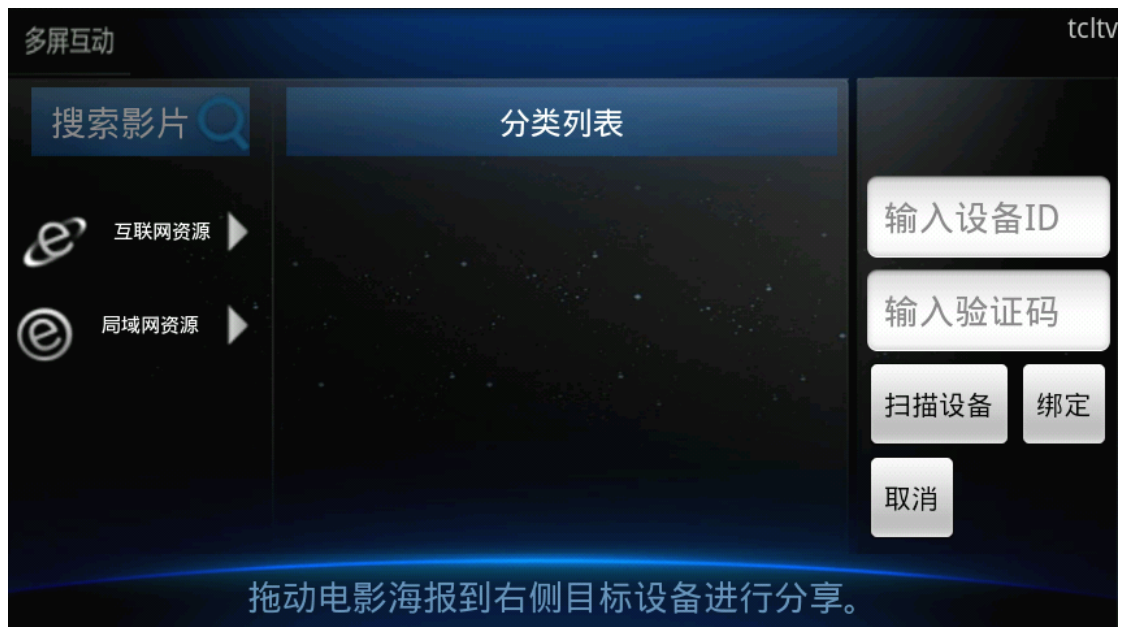 多屏互动
tcltv
搜索影片
分类列表
互联网资源
局域网资源
输入设备ID
输入验证码
扫描设备
绑定
取消
拖动电影海报到右侧目标设备进行分享。